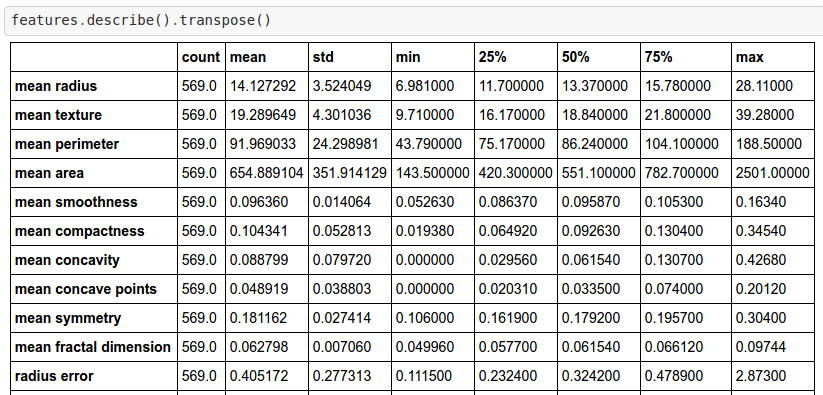 features.describe().transpose()
count mean std min 25% 50% 75% max
mean radius 569.0 14.127292 3.524049 6.981000 11.700000 13.370000 15.780000 28.11000
mean texture 569.0 19.289649 4.301036 9.710000 16.170000 18.840000 21.800000 39.28000
mean perimeter 569.0 91.969033 24.298981 43.790000 75.170000 86.240000 104.100000 188.50000
mean area 569.0 654.889104 351.914129 143.500000 420.300000 551.100000 782.700000 2501.00000
mean smoothness 569.0 0.096360 0.014064 0.052630 0.086370 0.095870 0.105300 0.16340
mean compactness 569.0 0.104341 0.052813 0.019380 0.064920 0.092630 0.130400 0.34540
mean concavity 569.0 0.088799 0.079720 0.000000 0.029560 0.061540 0.130700 0.42680
mean concave points 569.0 0.048919 0.038803 0.000000 0.020310 0.033500 0.074000 0.20120
mean symmetry 569.0 0.181162 0.027414 0.106000 0.161900 0.179200 0.195700 0.30400
mean fractal dimension 569.0 0.062798 0.007060 0.049960 0.057700 0.061540 0.066120 0.09744
radius error 569.0 0.405172 0.277313 0.111500 0.232400 0.324200 0.478900 2.87300